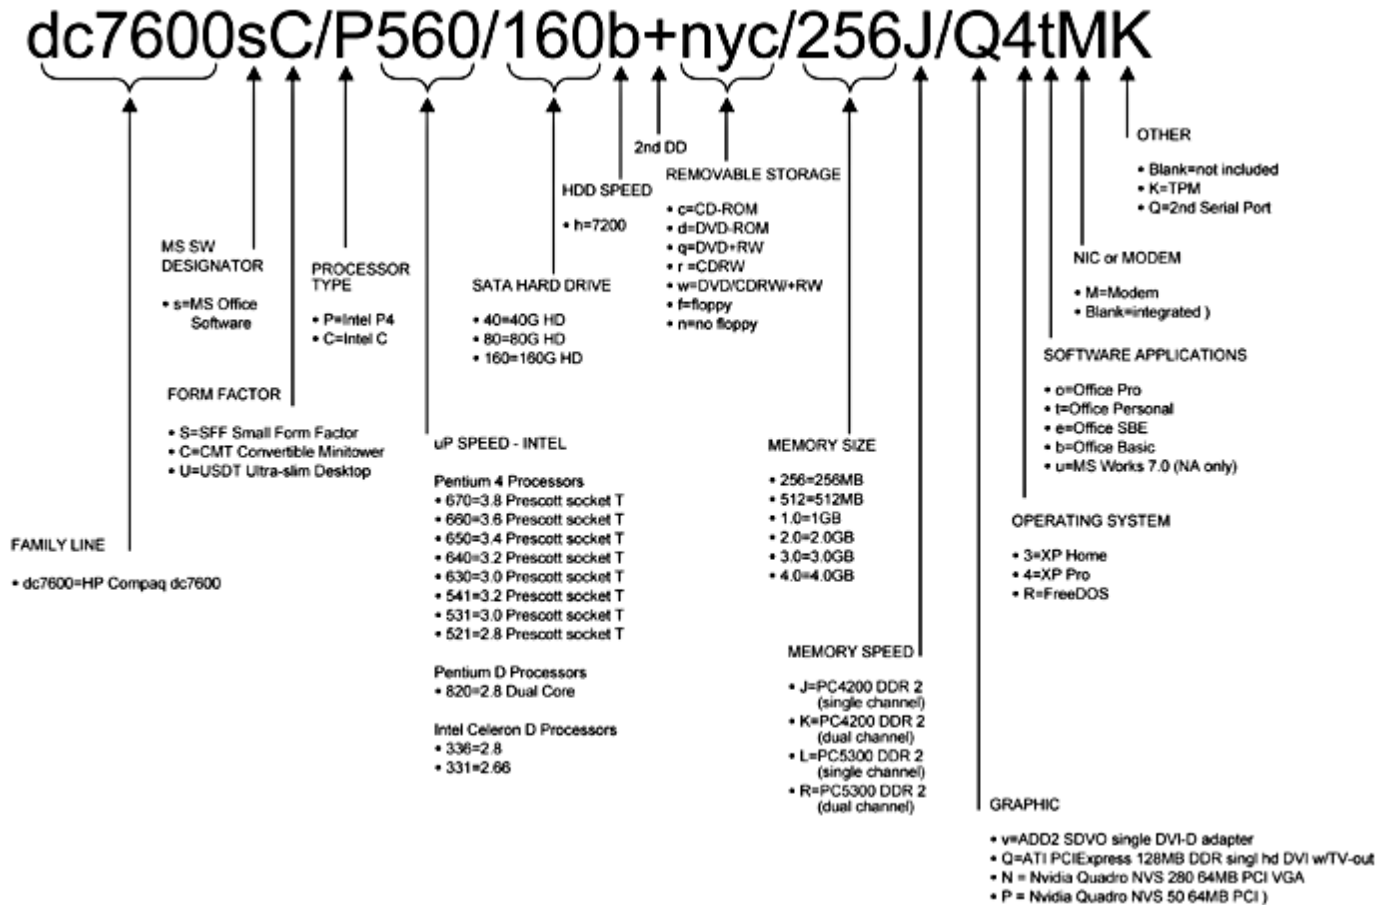 dc7600sC/P560/160b+nyc/256J/Q4tMK
FAMILY LINE
• dc7600=HP Compaq dc7600
MS SW
DESIGNATOR
• s=MS Office
Software
FORM FACTOR
• S=SFF Small Form Factor
• C=CMT Convertible Minitower
• U=USDT Ultra-slim Desktop
PROCESSOR
TYPE
• P=Intel P4
• C=Intel C
uP SPEED - INTEL
Pentium 4 Processors
• 670=3.8 Prescott socket T
• 660=3.6 Prescott socket T
• 650=3.4 Prescott socket T
• 640=3.2 Prescott socket T
• 630=3.0 Prescott socket T
• 541=3.2 Prescott socket T
• 531=3.0 Prescott socket T
• 521=2.8 Prescott socket T
Pentium D Processors
• 820=2.8 Dual Core
Intel Celeron D Processors
• 336=2.8
• 331=2.66
SATA HARD DRIVE
• 40=40G HD
• 80=80G HD
• 160=160G HD
HDD SPEED
• h=7200
2nd DD
REMOVABLE STORAGE
• c=CD-ROM
• d=DVD-ROM
• q=DVD+RW
• r =CDRW
• w=DVD/CDRW/+RW
• f=floppy
• n=no floppy
MEMORY SIZE
• 256=256MB
• 512=512MB
• 1.0=1GB
• 2.0=2.0GB
• 3.0=3.0GB
• 4.0=4.0GB
MEMORY SPEED
• J=PC4200 DDR 2
(single channel)
• K=PC4200 DDR 2
(dual channel)
• L=PC5300 DDR 2
(single channel)
• R=PC5300 DDR 2
(dual channel)
GRAPHIC
• v=ADD2 SDVO single DVI-D adapter
• Q=ATI PCIExpress 128MB DDR singl hd DVI w/TV-out
• N = Nvidia Quadro NVS 280 64MB PCI VGA
• P = Nvidia Quadro NVS 50 64MB PCI )
OPERATING SYSTEM
• 3=XP Home
• 4=XP Pro
• R=FreeDOS
SOFTWARE APPLICATIONS
• o=Office Pro
• t=Office Personal
• e=Office SBE
• b=Office Basic
• u=MS Works 7.0 (NA only)
NIC or MODEM
• M=Modem
• Blank=integrated )
OTHER
• Blank=not included
• K=TPM
• Q=2nd Serial Port